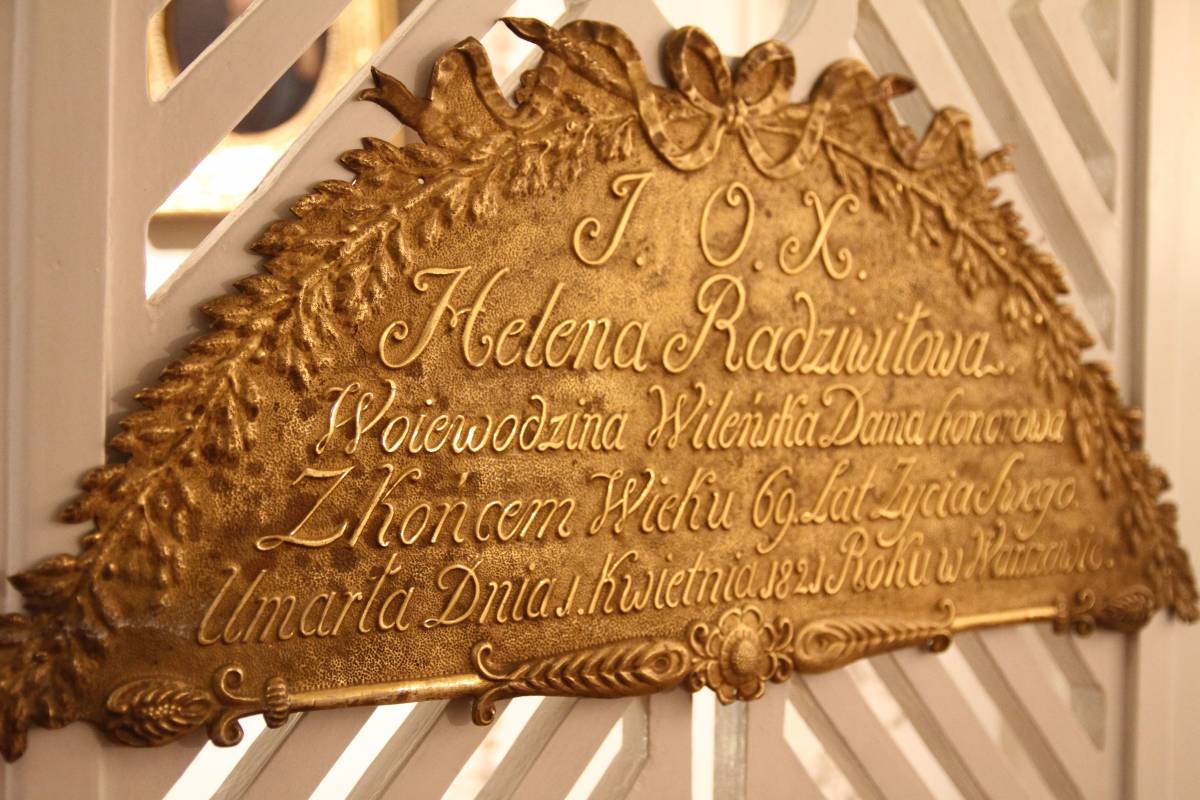 J. O. X.
Helena Radziwiłłowa.
Woiewodzina Wileńska Dama honorowa
Z Końcem Wieku 69. Lat Życia Swego.
Umarła Dnia 1. Kwietnia 1821 Roku w Warszawie.